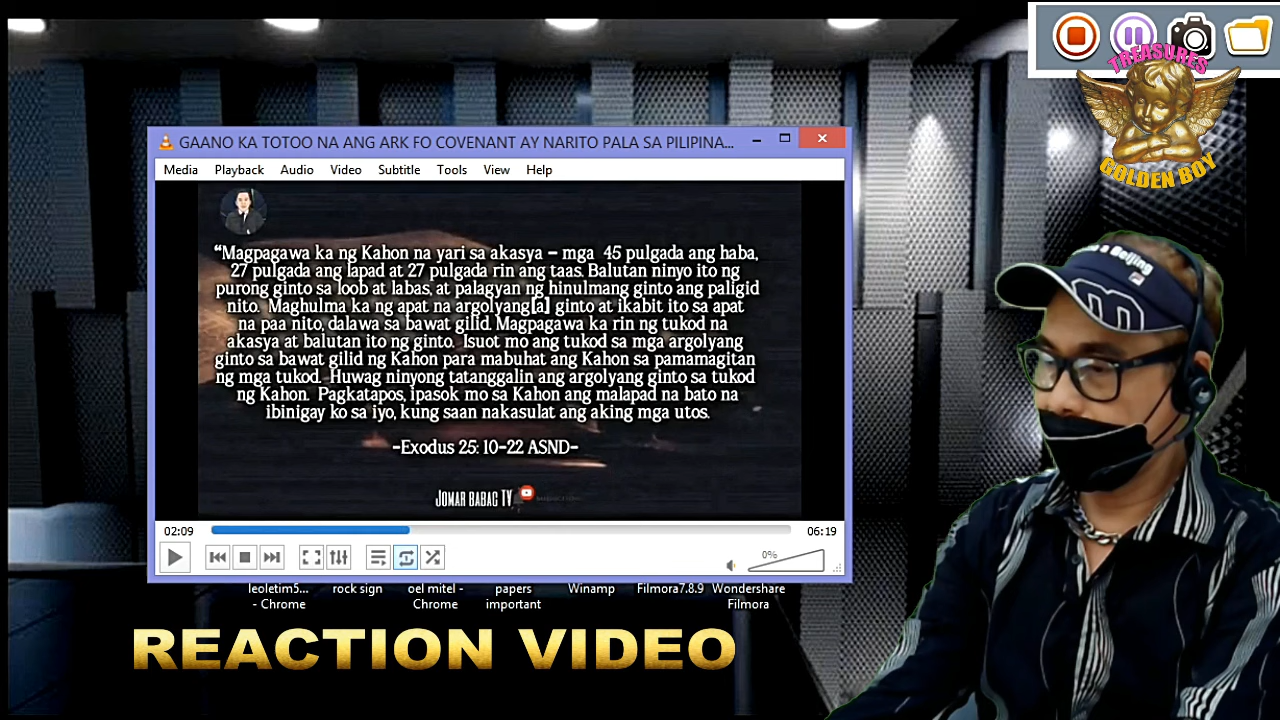 TREASURES
GOLDEN BOY
GAANO KA TOTOO NA ANG ARK FO COVENANT AY NARITO PALA SA PILIPINA...
Media Playback Audio Video Subtitle Tools View Help
“Magpagawa ka ng Kahon na yari sa akasya – mga 45 pulgada ang haba,
27 pulgada ang lapad at 27 pulgada rin ang taas. Balutan ninyo ito ng
purong ginto sa loob at labas, at palagyan ng hinulmang ginto ang paligid
nito. Maghulma ka ng apat na argolyang[a] ginto at ikabit ito sa apat
na paa nito, dalawa sa bawat gilid. Magpagawa ka rin ng tukod na
akasya at balutan ito ng ginto. Isuot mo ang tukod sa mga argolyang
ginto sa bawat gilid ng Kahon para mabuhat ang Kahon sa pamamagitan
ng mga tukod. Huwag ninyong tatanggalin ang argolyang ginto sa tukod
ng Kahon. Pagkatapos, ipasok mo sa Kahon ang malapad na bato na
ibinigay ko sa iyo, kung saan nakasulat ang aking mga utos.
-Exodus 25: 10-22 ASND-
JOMAR BABAG TV
02:09 06:19
0%
leoletim5... - Chrome
rock sign
oel mitel - Chrome
papers important
Winamp
Filmora7.8.9
Wondershare Filmora
REACTION VIDEO